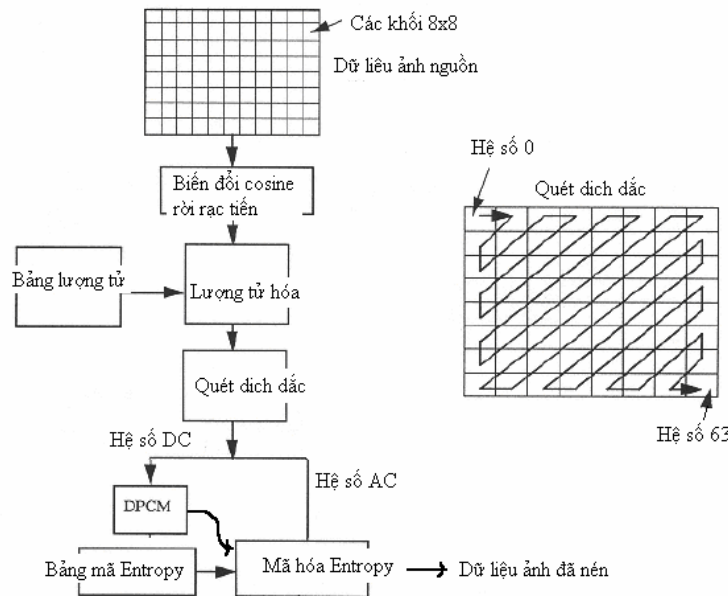 Các khối 8x8
Dữ liêu ảnh nguồn
Biến đổi cosine
rời rạc tiến
Bảng lượng tử
Lượng tử hóa
Quét dich dắc
Hệ số DC
Hệ số AC
DPCM
Bảng mã Entropy
Mã hóa Entropy
Dữ liệu ảnh đã nén
Hệ số 0
Quét dich dắc
Hệ số 63